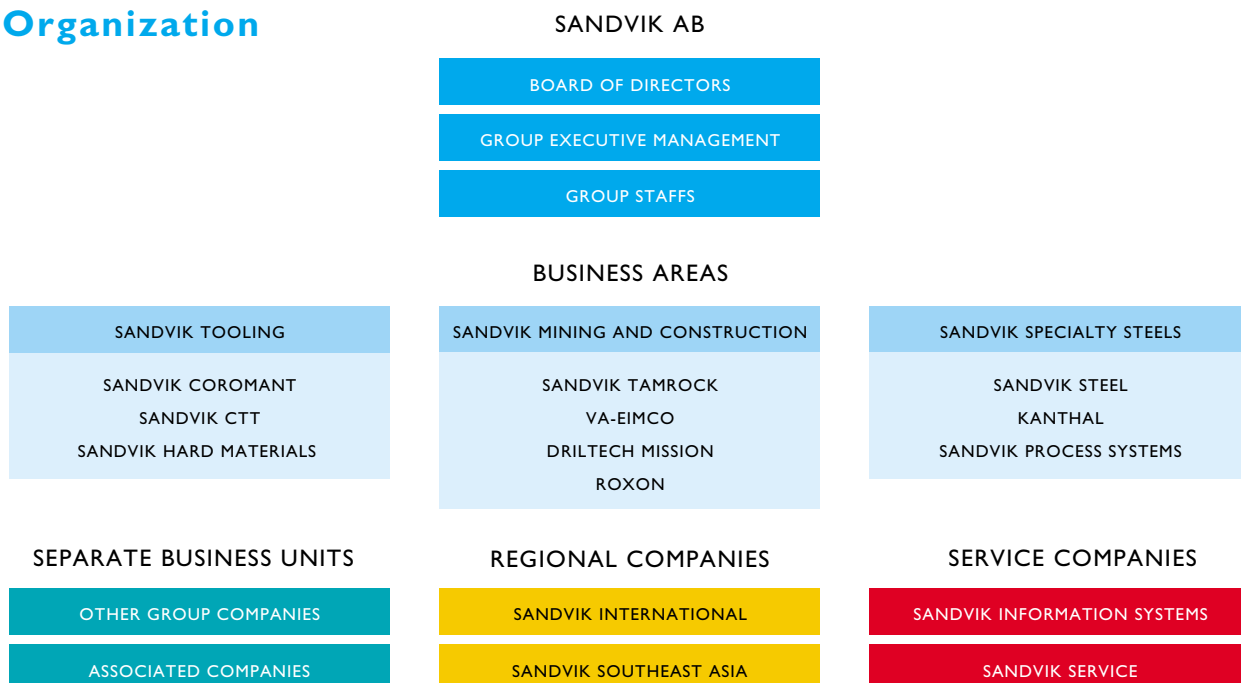 Organization
SANDVIK AB
BOARD OF DIRECTORS
GROUP EXECUTIVE MANAGEMENT
GROUP STAFFS
BUSINESS AREAS
SANDVIK TOOLING
SANDVIK COROMANT
SANDVIK CTT
SANDVIK HARD MATERIALS
SANDVIK MINING AND CONSTRUCTION
SANDVIK TAMROCK
VA-EIMCO
DRILTECH MISSION
ROXON
SANDVIK SPECIALTY STEELS
SANDVIK STEEL
KANTHAL
SANDVIK PROCESS SYSTEMS
SEPARATE BUSINESS UNITS
OTHER GROUP COMPANIES
ASSOCIATED COMPANIES
REGIONAL COMPANIES
SANDVIK INTERNATIONAL
SANDVIK SOUTHEAST ASIA
SERVICE COMPANIES
SANDVIK INFORMATION SYSTEMS
SANDVIK SERVICE